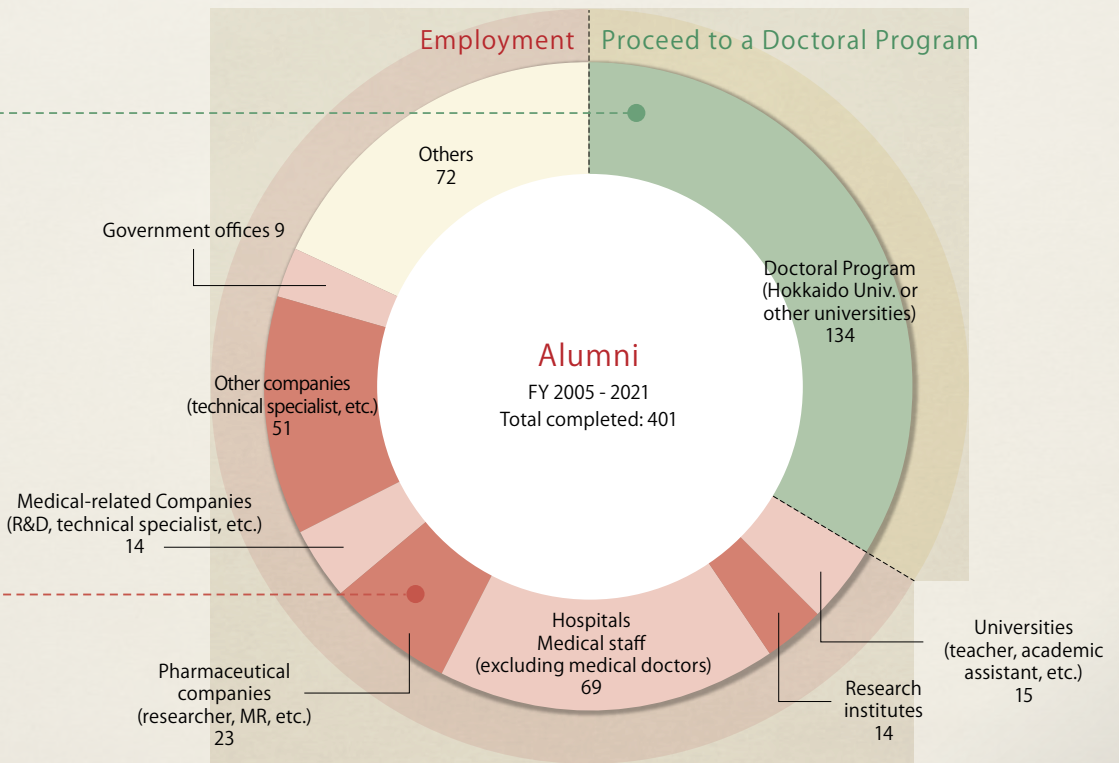 Employment
Proceed to a Doctoral Program
Others
72
Government offices 9
Doctoral Program
(Hokkaido Univ. or
other universities)
134
Alumni
FY 2005 - 2021
Total completed: 401
Other companies
(technical specialist, etc.)
51
Medical-related Companies
(R&D, technical specialist, etc.)
14
Hospitals
Medical staff
(excluding medical doctors)
69
Universities
(teacher, academic
assistant, etc.)
15
Pharmaceutical
companies
(researcher, MR, etc.)
23
Research
institutes
14